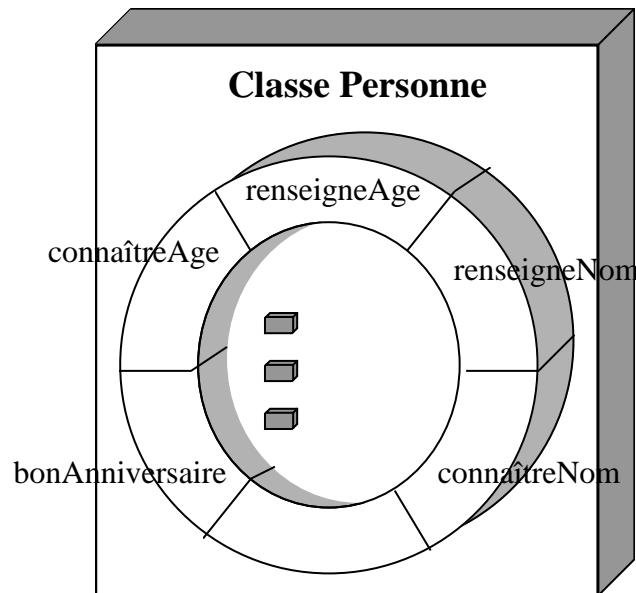 Classe Personne
renseigneAge
connaîtreAge
renseigneNom
bonAnniversaire
connaîtreNom